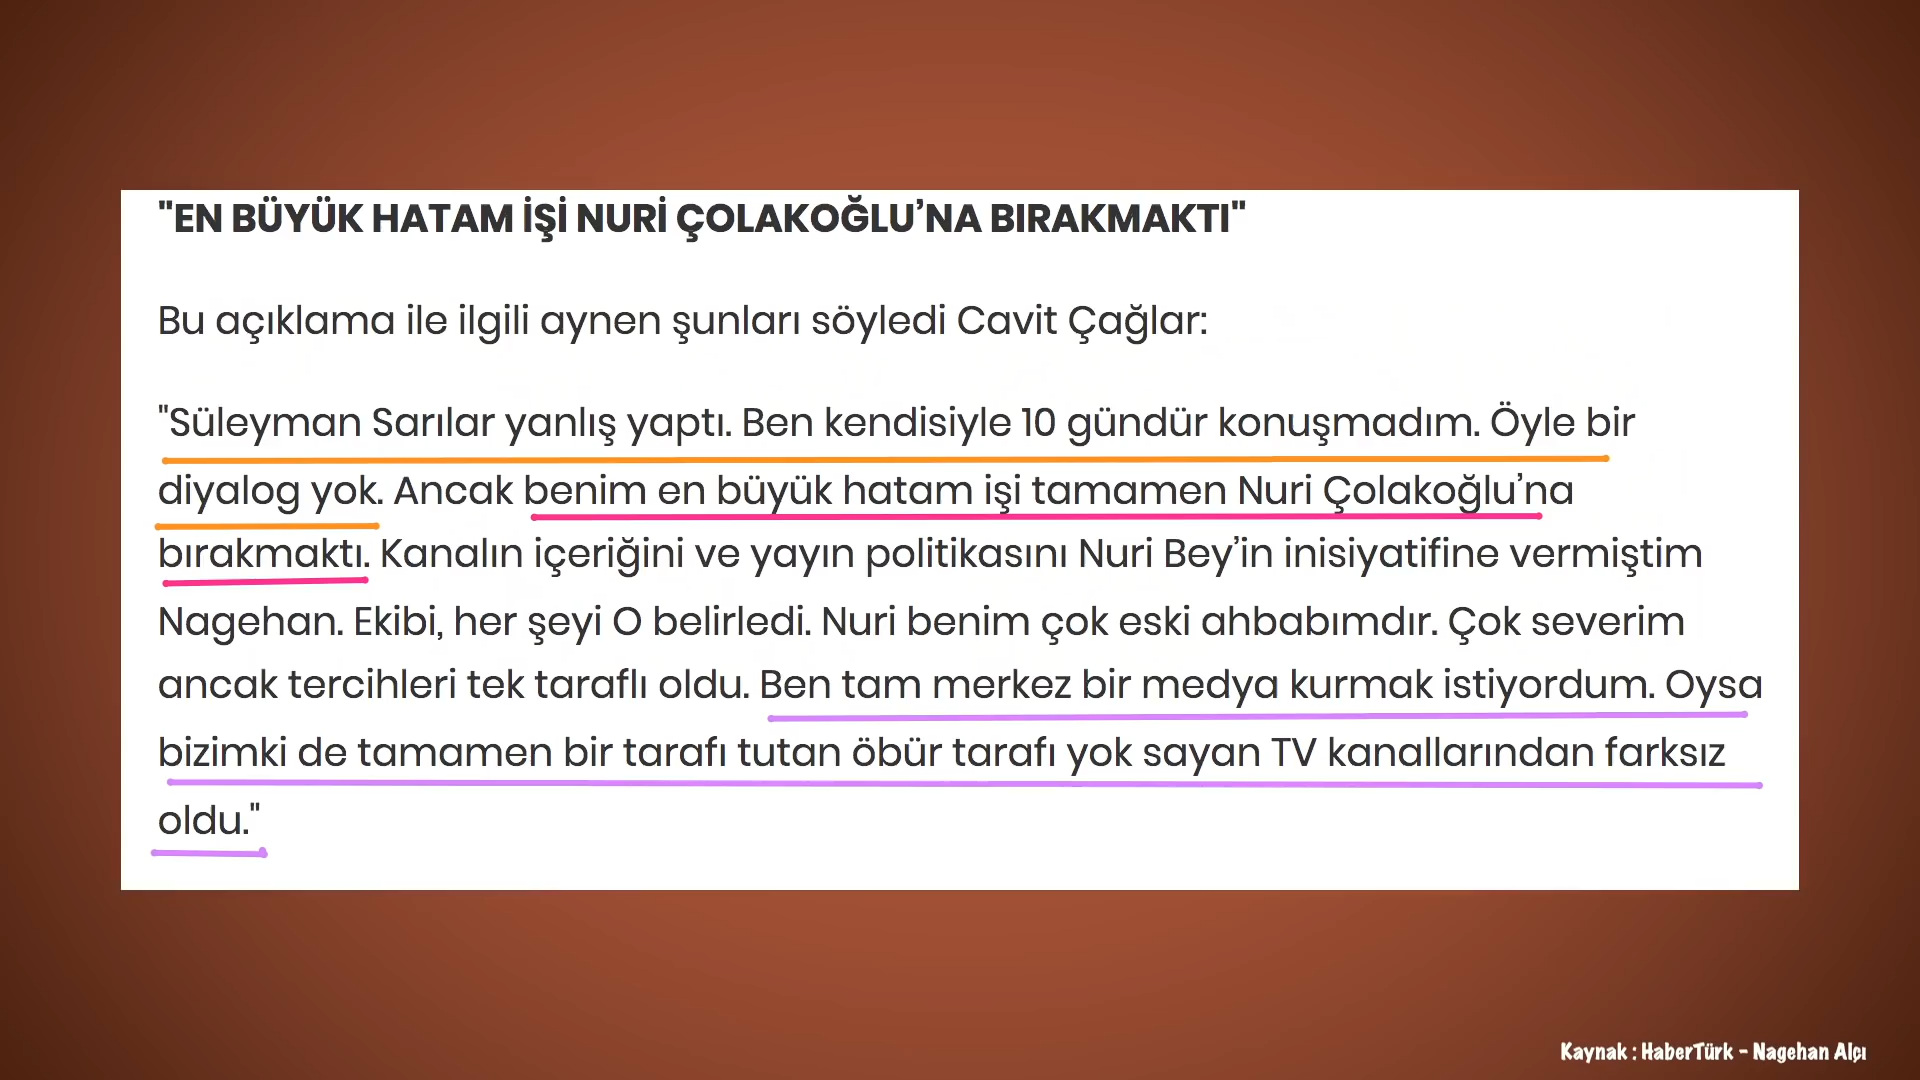 "EN BÜYÜK HATAM İŞİ NURİ ÇOLAKOĞLU’NA BIRAKMAKTI"
Bu açıklama ile ilgili aynen şunları söyledi Cavit Çağlar:
"Süleyman Sarılar yanlış yaptı. Ben kendisiyle 10 gündür konuşmadım. Öyle bir
diyalog yok. Ancak benim en büyük hatam işi tamamen Nuri Çolakoğlu’na
bırakmaktı. Kanalın içeriğini ve yayın politikasını Nuri Bey’in inisiyatifine vermiştim
Nagehan. Ekibi, her şeyi O belirledi. Nuri benim çok eski ahbabımdır. Çok severim
ancak tercihleri tek taraflı oldu. Ben tam merkez bir medya kurmak istiyordum. Oysa
bizimki de tamamen bir tarafı tutan öbür tarafı yok sayan TV kanallarından farksız
oldu."
Kaynak : HaberTürk - Nagehan Alçı